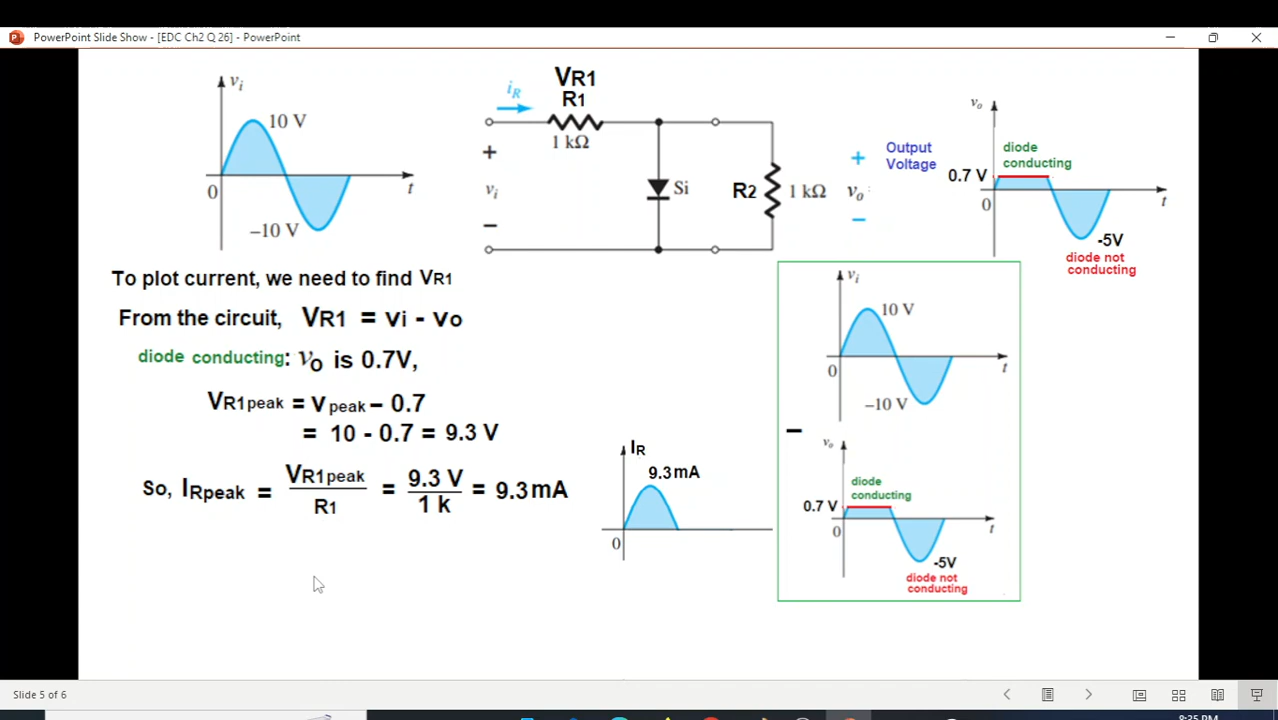 PowerPoint Slide Show - [EDC Ch2 Q 26] - PowerPoint
vi
10 V
0
t
–10 V
iR
VR1
R1
1 kΩ
+
vi
–
Si
R2
1 kΩ
+
vo
–
Output
Voltage
vo
diode
conducting
0.7 V
0
t
-5V
diode not
conducting
To plot current, we need to find VR1
From the circuit, VR1 = vi - vo
diode conducting: vo is 0.7V,
VR1peak = Vpeak – 0.7
= 10 - 0.7 = 9.3 V
So, IRpeak = VR1peak / R1 = 9.3 V / 1 k = 9.3mA
IR
9.3mA
0
vi
10 V
0
t
–10 V
–
vo
diode
conducting
0.7 V
0
t
-5V
diode not
conducting
Slide 5 of 6